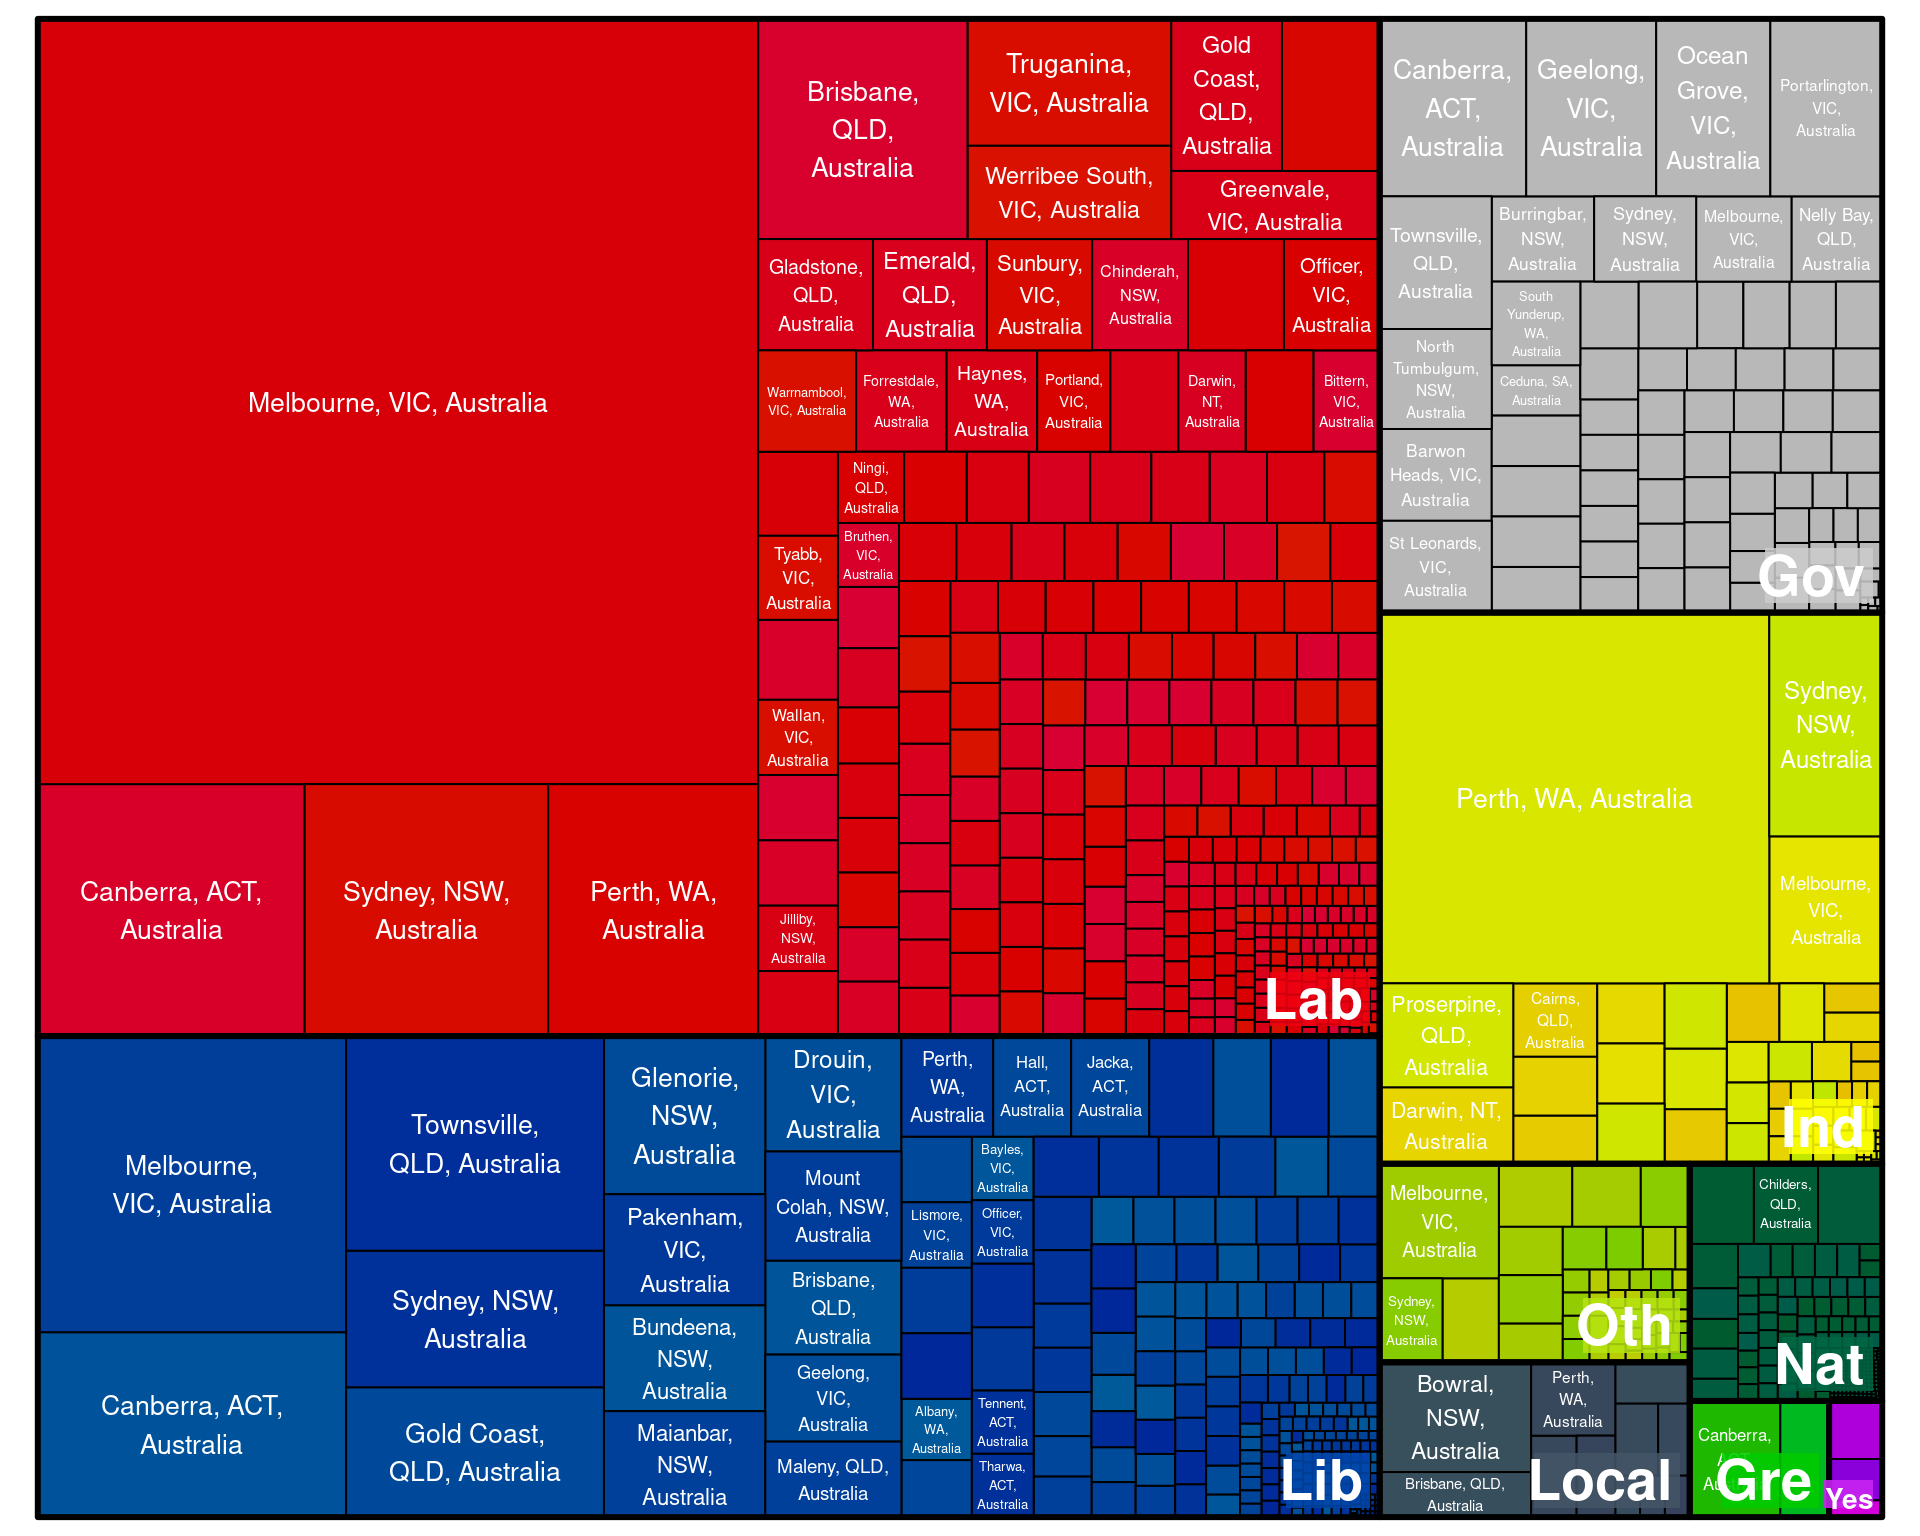 Melbourne, VIC, Australia
Canberra, ACT,
Australia
Sydney, NSW,
Australia
Perth, WA,
Australia
Brisbane,
QLD,
Australia
Truganina,
VIC, Australia
Werribee South,
VIC, Australia
Gold
Coast,
QLD,
Australia
Greenvale,
VIC, Australia
Gladstone,
QLD,
Australia
Emerald,
QLD,
Australia
Sunbury,
VIC,
Australia
Chinderah,
NSW,
Australia
Officer,
VIC,
Australia
Warrnambool,
VIC, Australia
Forrestdale,
WA,
Australia
Haynes,
WA,
Australia
Portland,
VIC,
Australia
Darwin,
NT,
Australia
Bittern,
VIC,
Australia
Ningi,
QLD,
Australia
Tyabb,
VIC,
Australia
Bruthen,
VIC,
Australia
Wallan,
VIC,
Australia
Jilliby,
NSW,
Australia
Lab
Canberra,
ACT,
Australia
Geelong,
VIC,
Australia
Ocean
Grove,
VIC,
Australia
Portarlington,
VIC,
Australia
Townsville,
QLD,
Australia
Burringbar,
NSW,
Australia
Sydney,
NSW,
Australia
Melbourne,
VIC,
Australia
Nelly Bay,
QLD,
Australia
South
Yunderup,
WA,
Australia
North
Tumbulgum,
NSW,
Australia
Ceduna, SA,
Australia
Barwon
Heads, VIC,
Australia
St Leonards,
VIC,
Australia
Gov
Perth, WA, Australia
Sydney,
NSW,
Australia
Melbourne,
VIC,
Australia
Proserpine,
QLD,
Australia
Cairns,
QLD,
Australia
Darwin, NT,
Australia
Ind
Melbourne,
VIC, Australia
Canberra, ACT,
Australia
Townsville,
QLD, Australia
Sydney, NSW,
Australia
Gold Coast,
QLD, Australia
Glenorie,
NSW,
Australia
Pakenham,
VIC,
Australia
Bundeena,
NSW,
Australia
Maianbar,
NSW,
Australia
Drouin,
VIC,
Australia
Mount
Colah, NSW,
Australia
Brisbane,
QLD,
Australia
Geelong,
VIC,
Australia
Maleny, QLD,
Australia
Perth,
WA,
Australia
Hall,
ACT,
Australia
Jacka,
ACT,
Australia
Bayles,
VIC,
Australia
Lismore,
VIC,
Australia
Officer,
VIC,
Australia
Albany,
WA,
Australia
Tennent,
ACT,
Australia
Tharwa,
ACT,
Australia
Lib
Melbourne,
VIC,
Australia
Sydney,
NSW,
Australia
Oth
Childers,
QLD,
Australia
Nat
Bowral,
NSW,
Australia
Perth,
WA,
Australia
Brisbane, QLD,
Australia
Local
Canberra,
Gre
Yes